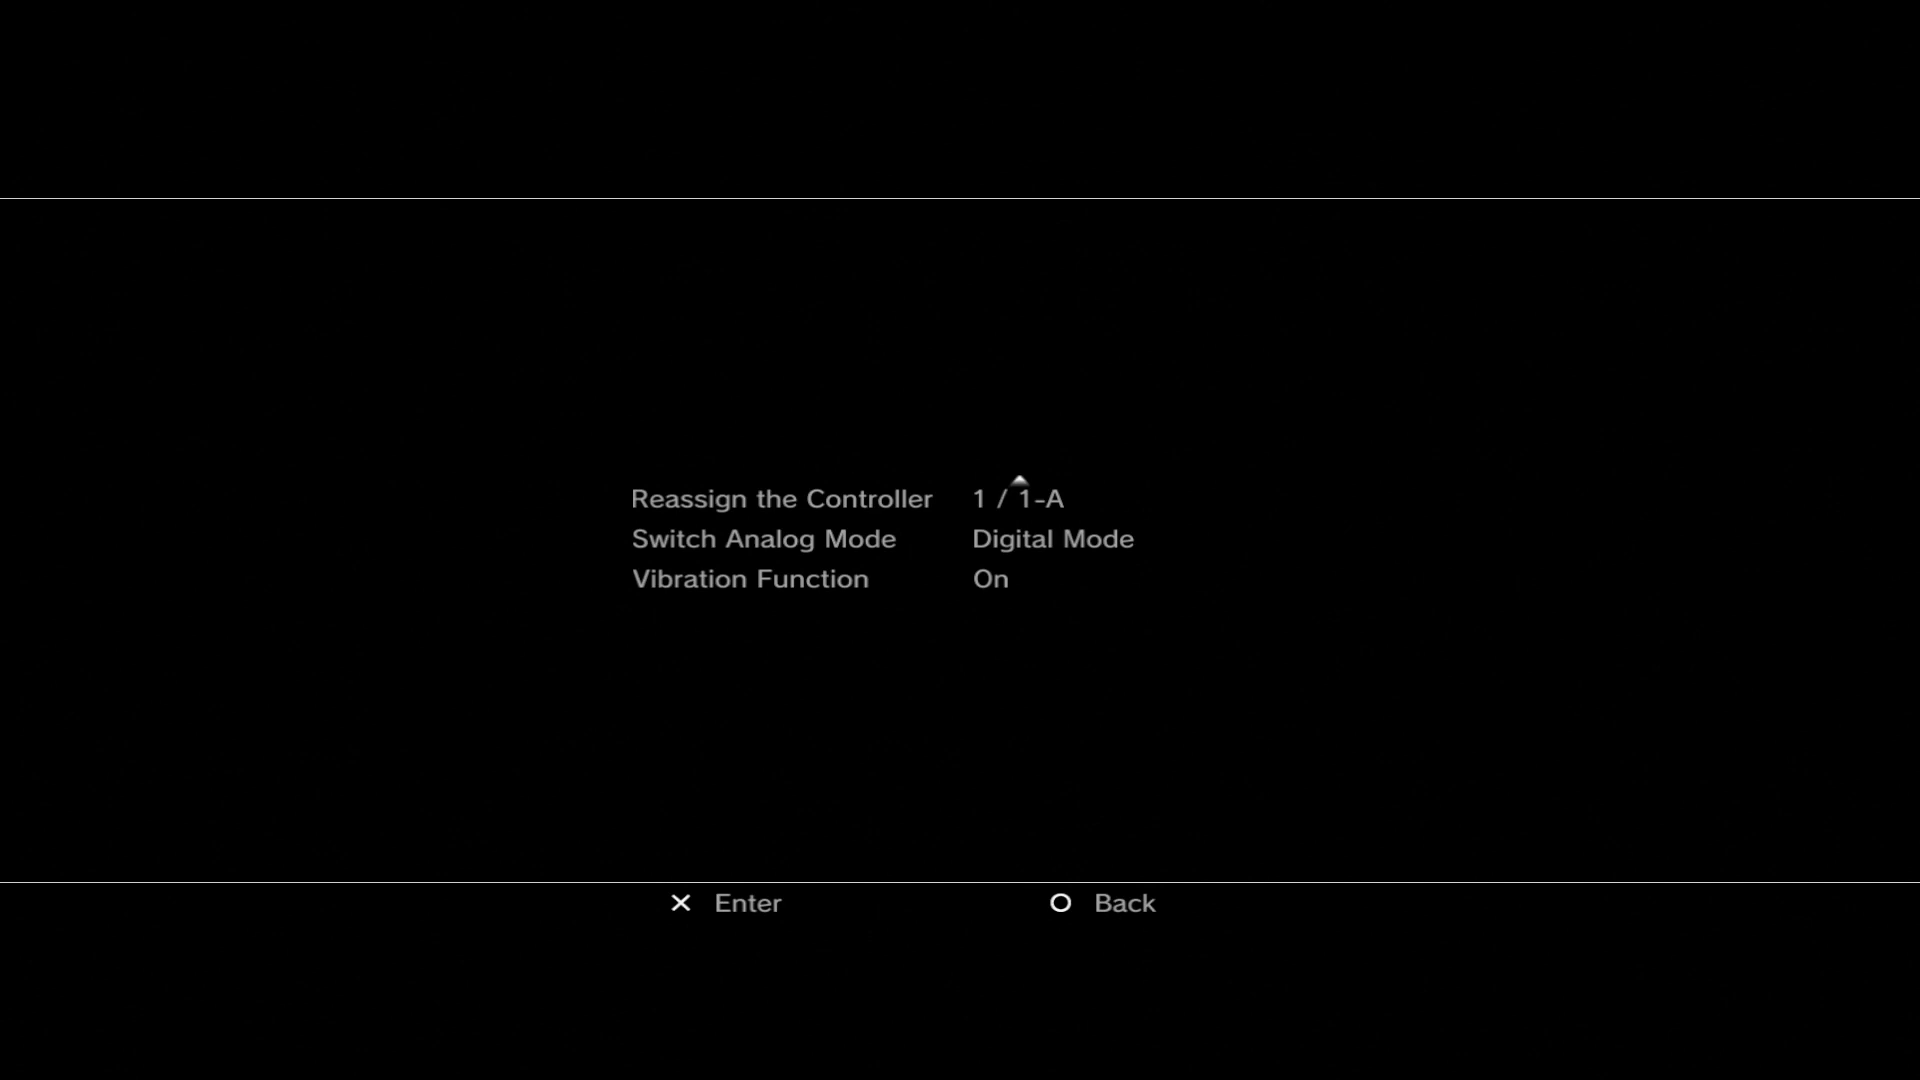 Reassign the Controller 1 / 1-A
Switch Analog Mode Digital Mode
Vibration Function On
X Enter O Back